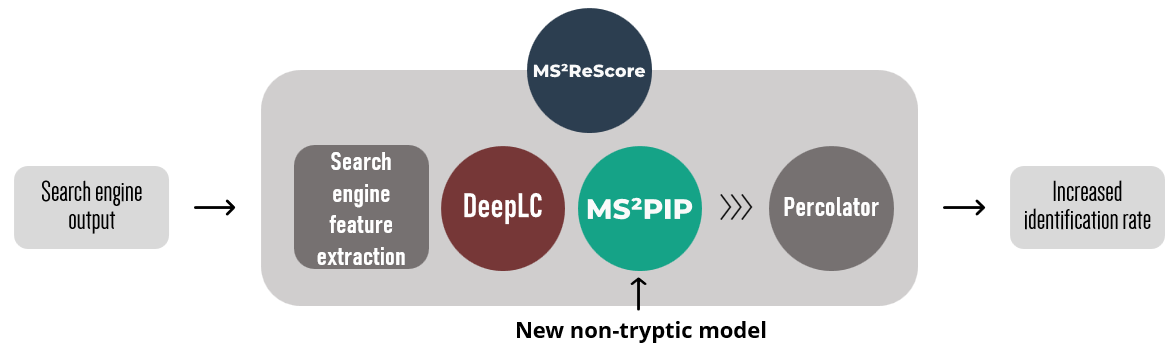 MS²ReScore
Search engine
output
Search
engine
feature
extraction
DeepLC
MS²PIP
Percolator
Increased
identification rate
New non-tryptic model